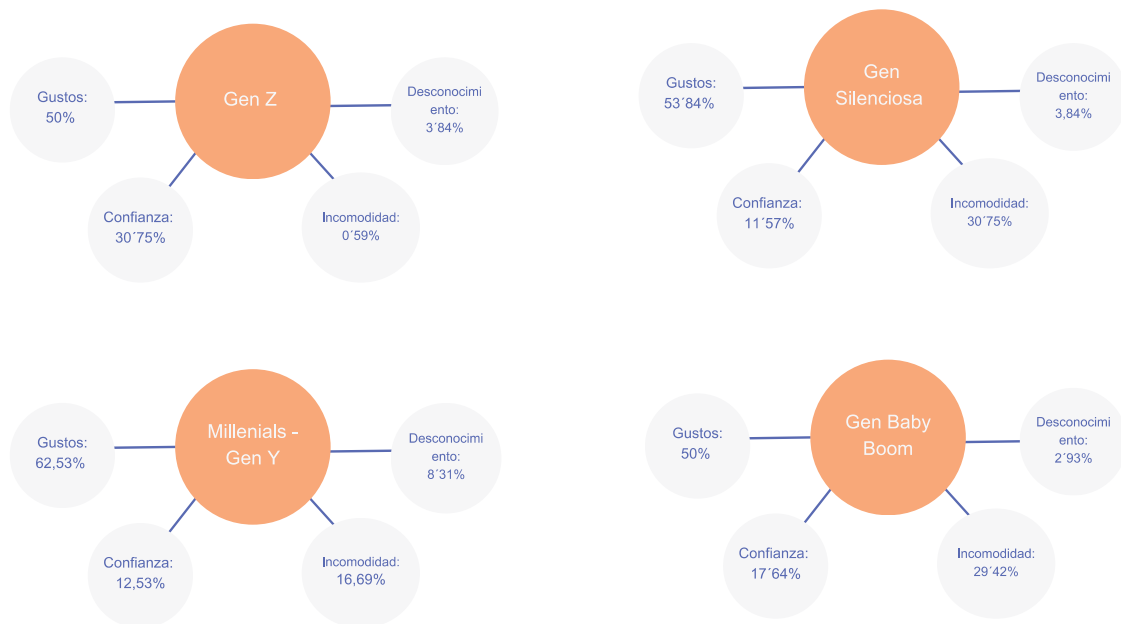 Gen Z
Gustos:
50%
Desconocimi
ento:
3´84%
Confianza:
30´75%
Incomodidad:
0´59%
Gen
Silenciosa
Gustos:
53´84%
Desconocimi
ento:
3,84%
Confianza:
11´57%
Incomodidad:
30´75%
Millenials -
Gen Y
Gustos:
62,53%
Desconocimi
ento:
8´31%
Confianza:
12,53%
Incomodidad:
16,69%
Gen Baby
Boom
Gustos:
50%
Desconocimi
ento:
2´93%
Confianza:
17´64%
Incomodidad:
29´42%